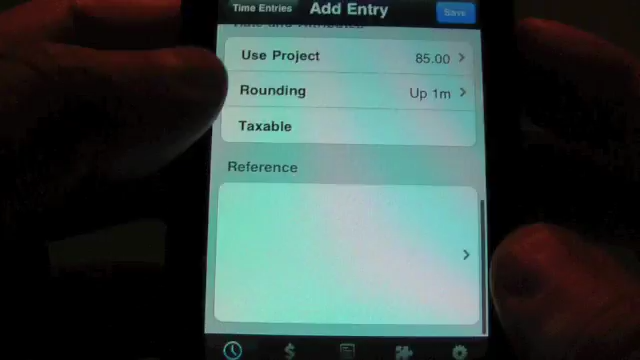 Time Entries Add Entry Save
Use Project 85.00
Rounding Up 1m
Taxable
Reference